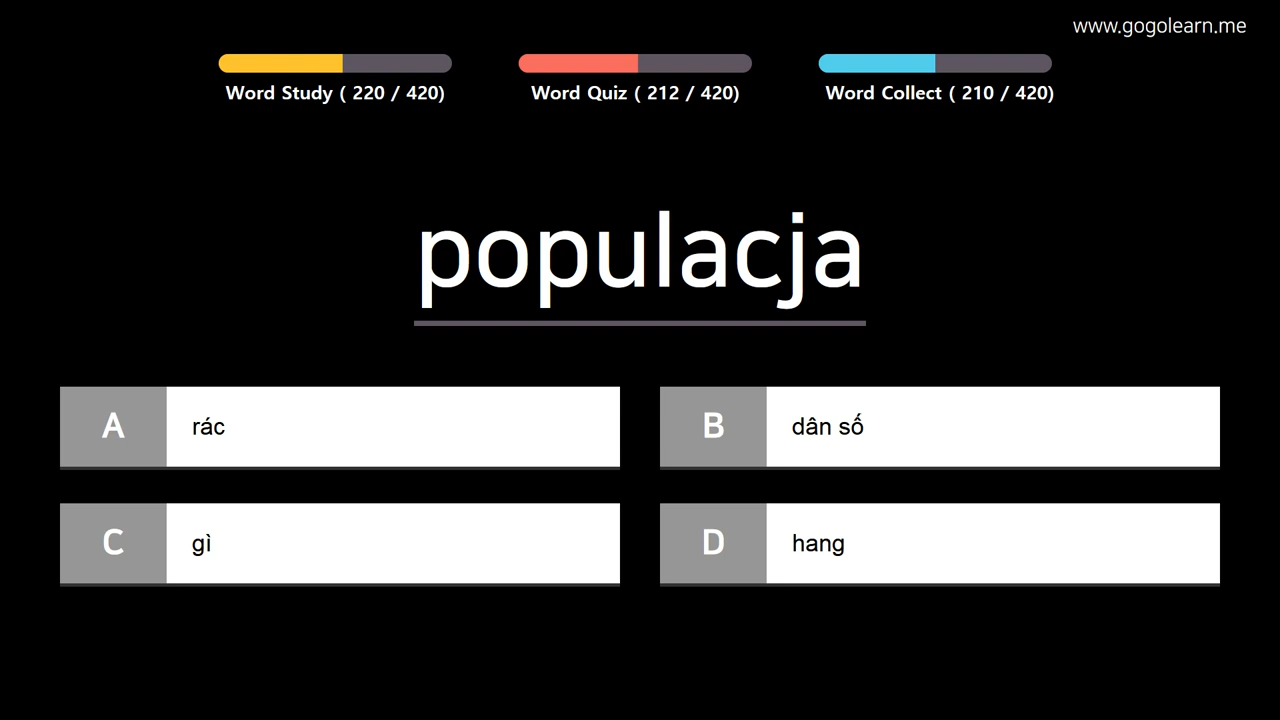 www.gogolearn.me
Word Study ( 220 / 420)
Word Quiz ( 212 / 420)
Word Collect ( 210 / 420)
populacja
A
rác
B
dân số
C
gì
D
hang